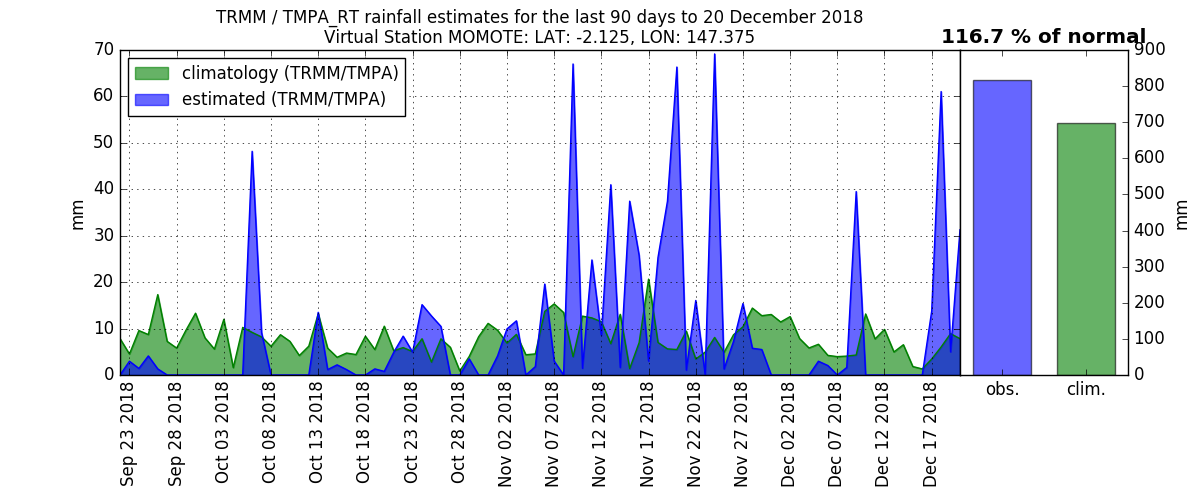 TRMM / TMPA_RT rainfall estimates for the last 90 days to 20 December 2018
Virtual Station MOMOTE: LAT: -2.125, LON: 147.375
116.7 % of normal
climatology (TRMM/TMPA)
estimated (TRMM/TMPA)
mm
70
60
50
40
30
20
10
0
Sep 23 2018
Sep 28 2018
Oct 03 2018
Oct 08 2018
Oct 13 2018
Oct 18 2018
Oct 23 2018
Oct 28 2018
Nov 02 2018
Nov 07 2018
Nov 12 2018
Nov 17 2018
Nov 22 2018
Nov 27 2018
Dec 02 2018
Dec 07 2018
Dec 12 2018
Dec 17 2018
obs.
clim.
900
800
700
600
500
400
300
200
100
0
mm